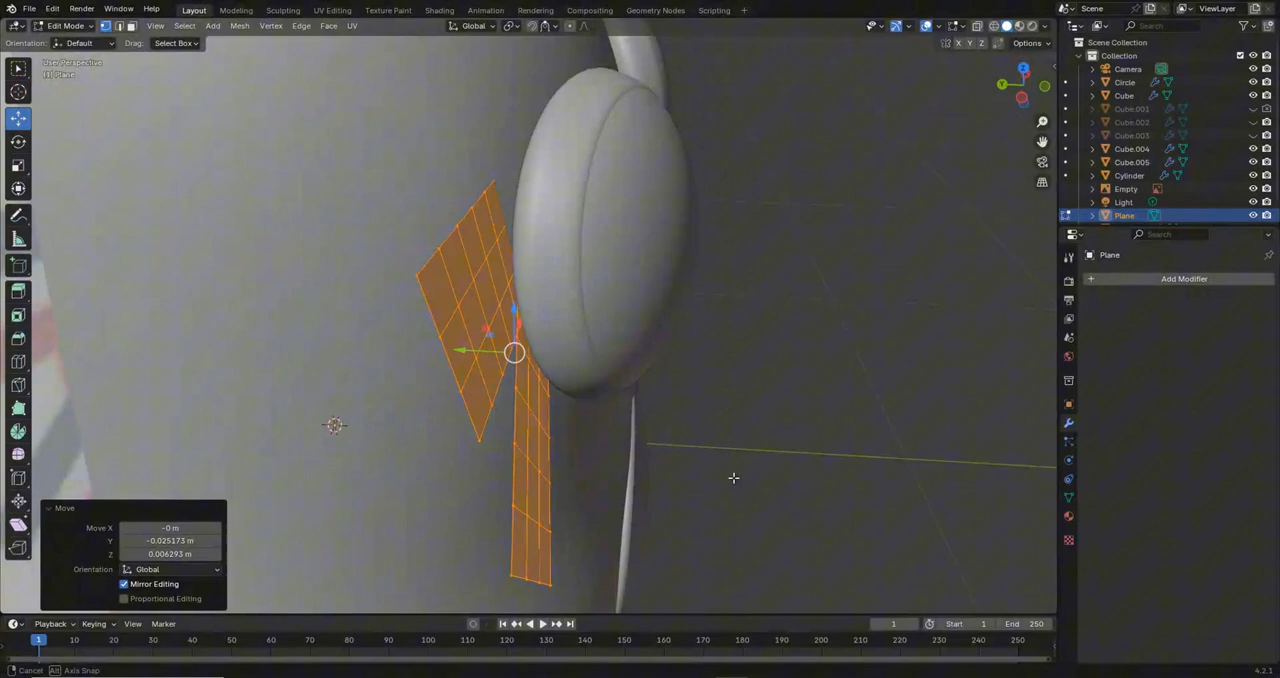 File Edit Render Window Help Layout Modeling Sculpting UV Editing Texture Paint Shading Animation Rendering Compositing Geometry Nodes Scripting + Scene ViewLayer
Edit Mode View Select Add Mesh Vertex Edge Face UV Global Search
Orientation: Default Drag: Select Box X Y Z Options
User Perspective
(1) Plane
Z
Y
Scene Collection
Collection
Camera
Circle
Cube
Cube.001
Cube.002
Cube.003
Cube.004
Cube.005
Cylinder
Empty
Light
Plane
Search
Plane
+ Add Modifier
Move
Move X -0 m
Y -0.025173 m
Z 0.006293 m
Orientation Global
Mirror Editing
Proportional Editing
Playback Keying View Marker 1 Start 1 End 250
1 10 20 30 40 50 60 70 80 90 100 110 120 130 140 150 160 170 180 190 200 210 220 230 240 250
Cancel Alt Axis Snap 4.2.1